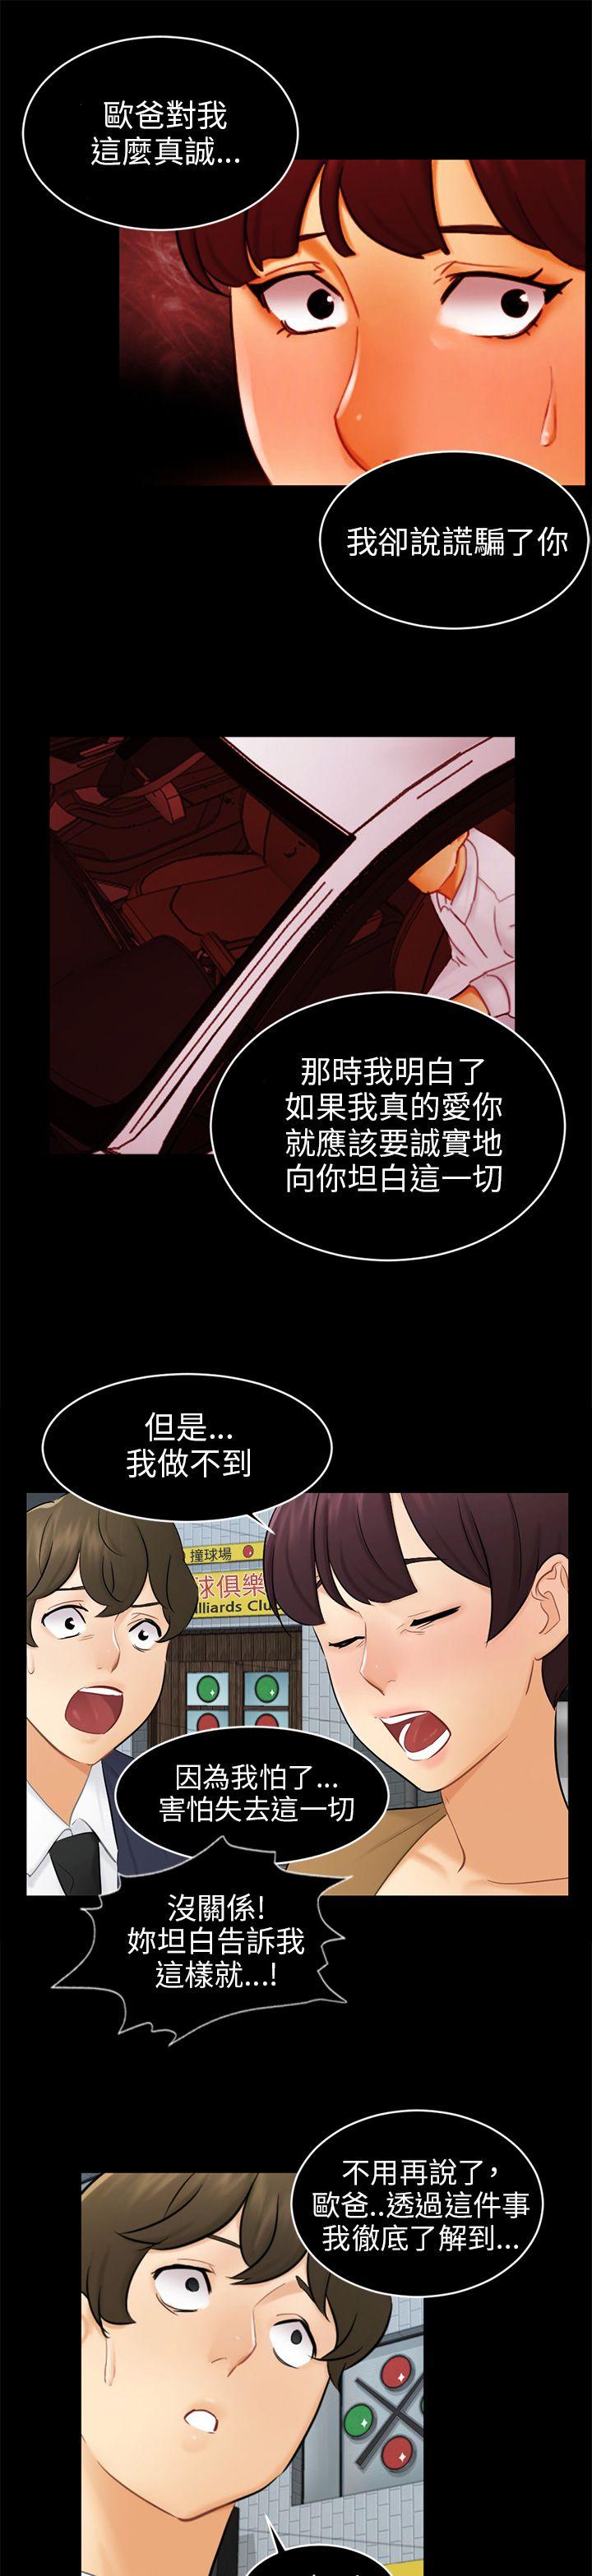 歐爸對我
這麼真誠...
我卻說謊騙了你
那時我明白了
如果我真的愛你
就應該要誠實地
向你坦白這一切
但是...
我做不到
撞球場
球俱樂
illiards Clu
因為我怕了...
害怕失去這一切
沒關係!
妳坦白告訴我
這樣就...!
不用再說了,
歐爸..透過這件事
我徹底了解到...